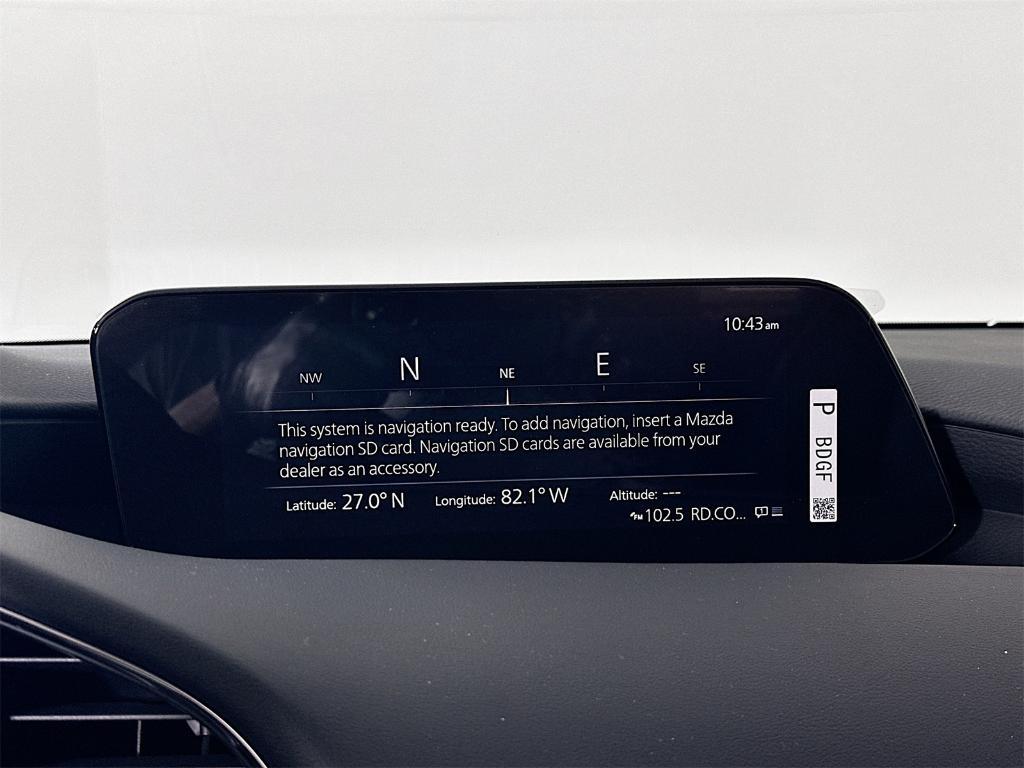 10:43am
NW N NE E SE
This system is navigation ready. To add navigation, insert a Mazda
navigation SD card. Navigation SD cards are available from your
dealer as an accessory.
Latitude: 27.0° N Longitude: 82.1° W Altitude: ---
FM 102.5 RD.CO...
P BDGF